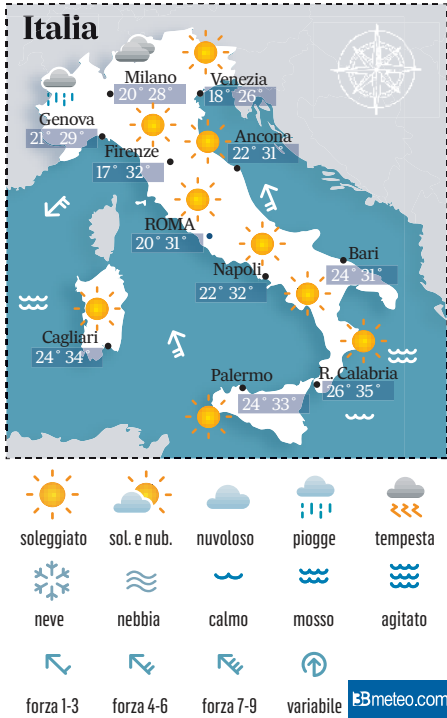 Italia
Milano
20° 28°
Venezia
18° 26°
Genova
21° 29°
Firenze
17° 32°
Ancona
22° 31°
ROMA
20° 31°
Napoli
22° 32°
Bari
24° 31°
Cagliari
24° 34°
Palermo
24° 33°
R. Calabria
26° 35°
soleggiato sol. e nub. nuvoloso piogge tempesta
neve nebbia calmo mosso agitato
forza 1-3 forza 4-6 forza 7-9 variabile
3Bmeteo.com